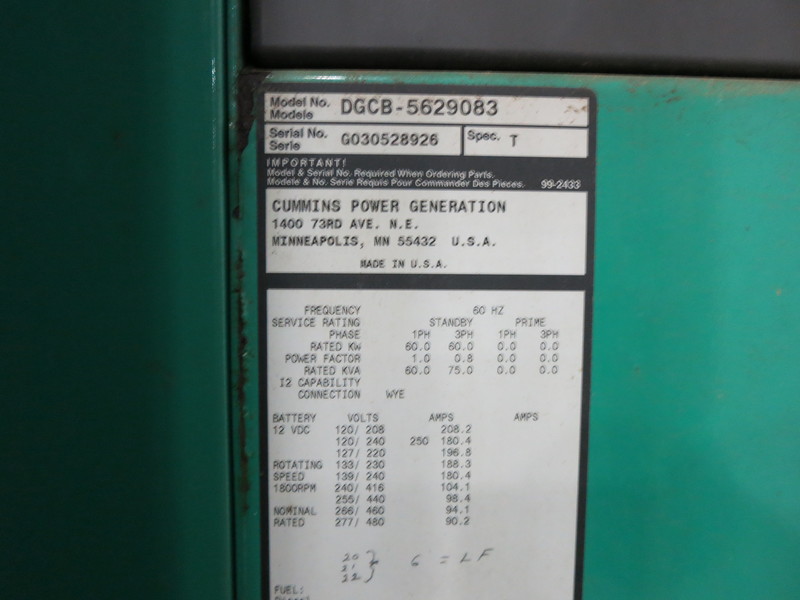 Model No. DGCB-5629083
Modele
Serial No. G030528926 Spec. T
Serie
IMPORTANT!
Model & Serial No. Required When Ordering Parts.
Modele & No. Serie Requis Pour Commander Des Pieces. 99-2433
CUMMINS POWER GENERATION
1400 73RD AVE. N.E.
MINNEAPOLIS, MN 55432 U.S.A.
MADE IN U.S.A.
FREQUENCY 60 HZ
SERVICE RATING STANDBY PRIME
PHASE 1PH 3PH 1PH 3PH
RATED KW 60.0 60.0 0.0 0.0
POWER FACTOR 1.0 0.8 0.0 0.0
RATED KVA 60.0 75.0 0.0 0.0
I2 CAPABILITY
CONNECTION WYE
BATTERY VOLTS AMPS AMPS
12 VDC 120/ 208 208.2
120/ 240 250 180.4
127/ 220 196.8
ROTATING 133/ 230 188.3
SPEED 139/ 240 180.4
1800RPM 240/ 416 104.1
255/ 440 98.4
NOMINAL 266/ 460 94.1
RATED 277/ 480 90.2
20
21 } 6 = LF
22
FUEL: